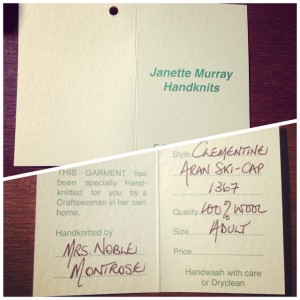 Janette Murray
Handknits
THIS GARMENT has
been specially Hand-
knitted for you by a
Craftswoman in her own
home.
Handknitted by
MRS. NOBLE
MONTROSE
Style CLEMENTINE
ARAN SKI-CAP
1367
Quality 100% WOOL
Size ADULT
Price
Handwash with care
or Dryclean